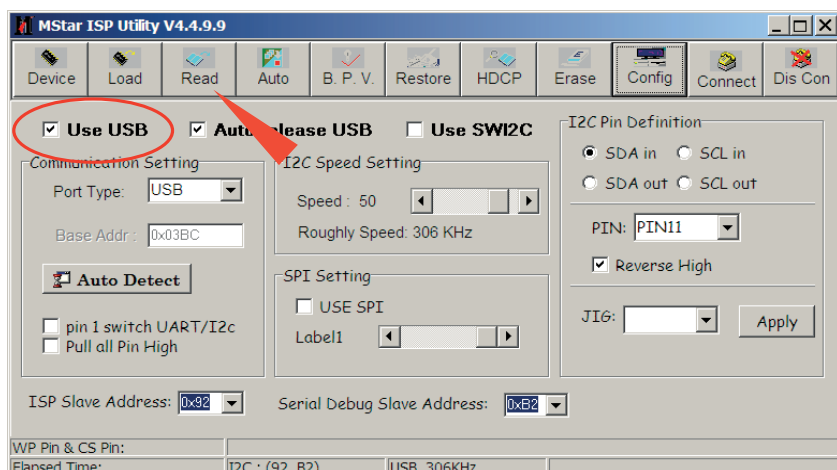 MStar ISP Utility V4.4.9.9
Device Load Read Auto B. P. V. Restore HDCP Erase Config Connect Dis Con
Use USB Auto Release USB Use SWI2C
Communication Setting
Port Type: USB
Base Addr : 0x03BC
Auto Detect
pin 1 switch UART/I2c
Pull all Pin High
I2C Speed Setting
Speed : 50
Roughly Speed: 306 KHz
SPI Setting
USE SPI
Label1
I2C Pin Definition
SDA in SCL in
SDA out SCL out
PIN: PIN11
Reverse High
JIG: Apply
ISP Slave Address: 0x92 Serial Debug Slave Address: 0xB2
WP Pin & CS Pin:
Elapsed Time: I2C : (92, B2) USB 306KHz